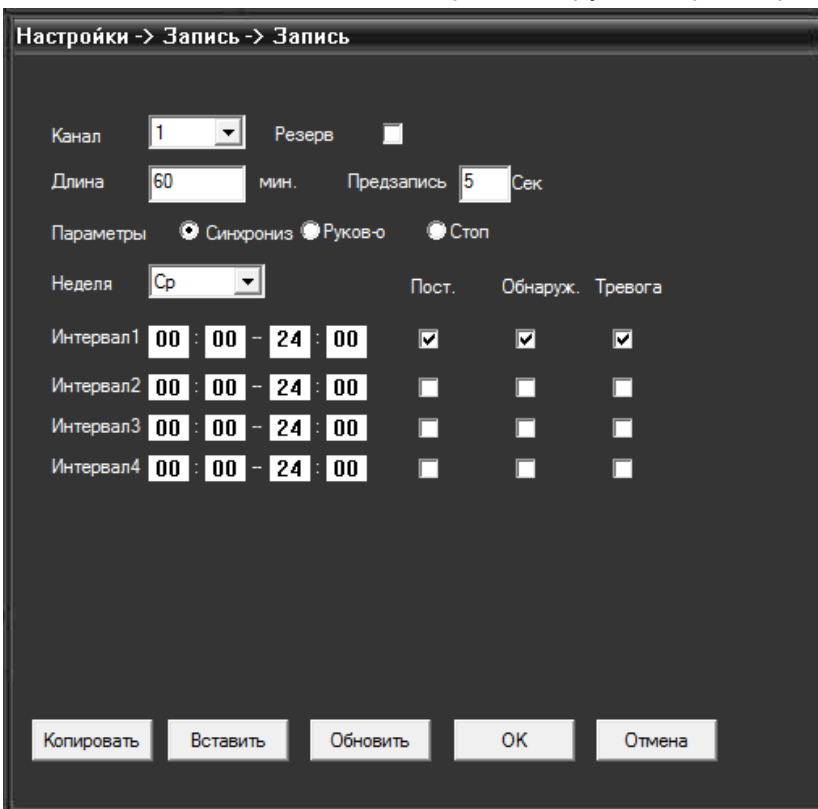 Настройки -> Запись -> Запись
Канал 1 Резерв
Длина 60 мин. Предзапись 5 Сек
Параметры Синхрониз Руков-о Стоп
Неделя Ср Пост. Обнаруж. Тревога
Интервал1 00 : 00 - 24 : 00
Интервал2 00 : 00 - 24 : 00
Интервал3 00 : 00 - 24 : 00
Интервал4 00 : 00 - 24 : 00
Копировать Вставить Обновить OK Отмена